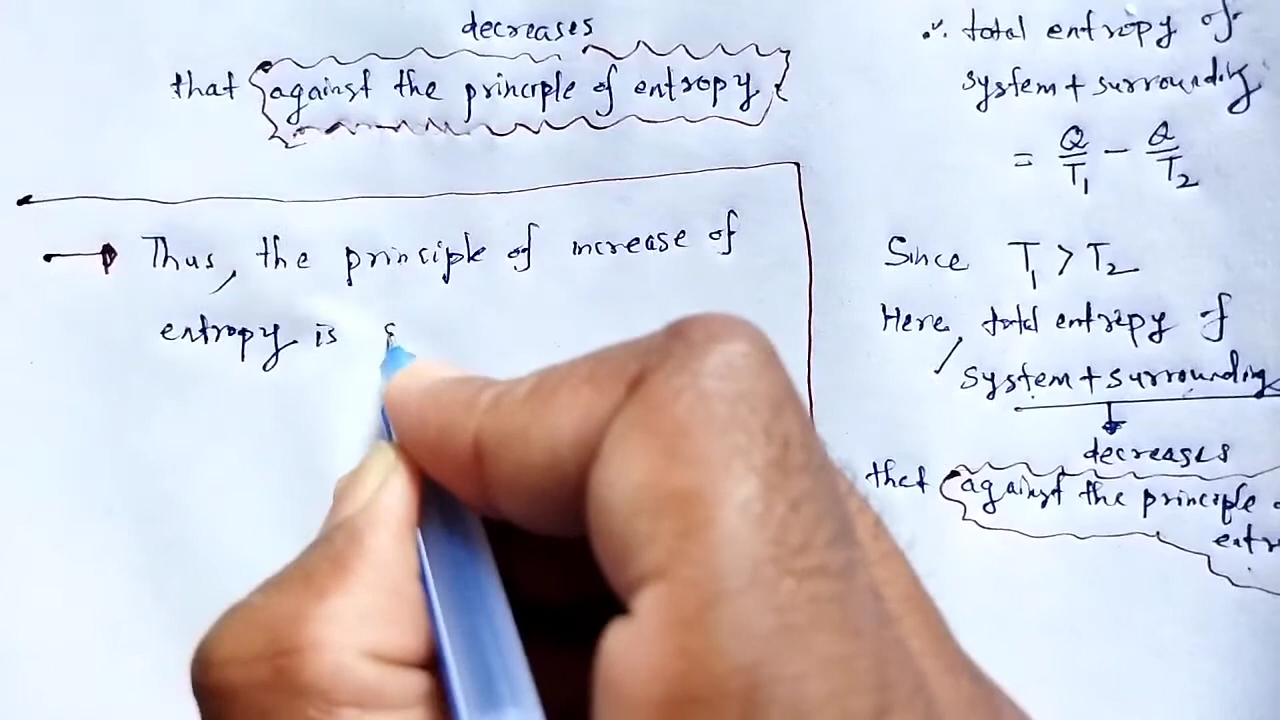 decreases
that against the principle of entropy
Thus, the principle of increase of
entropy is s
∴ total entropy of
system + surrounding
= Q/T1 - Q/T2
Since T1 > T2
Here, total entropy of
system + surrounding
decreases
that against the principle
entr